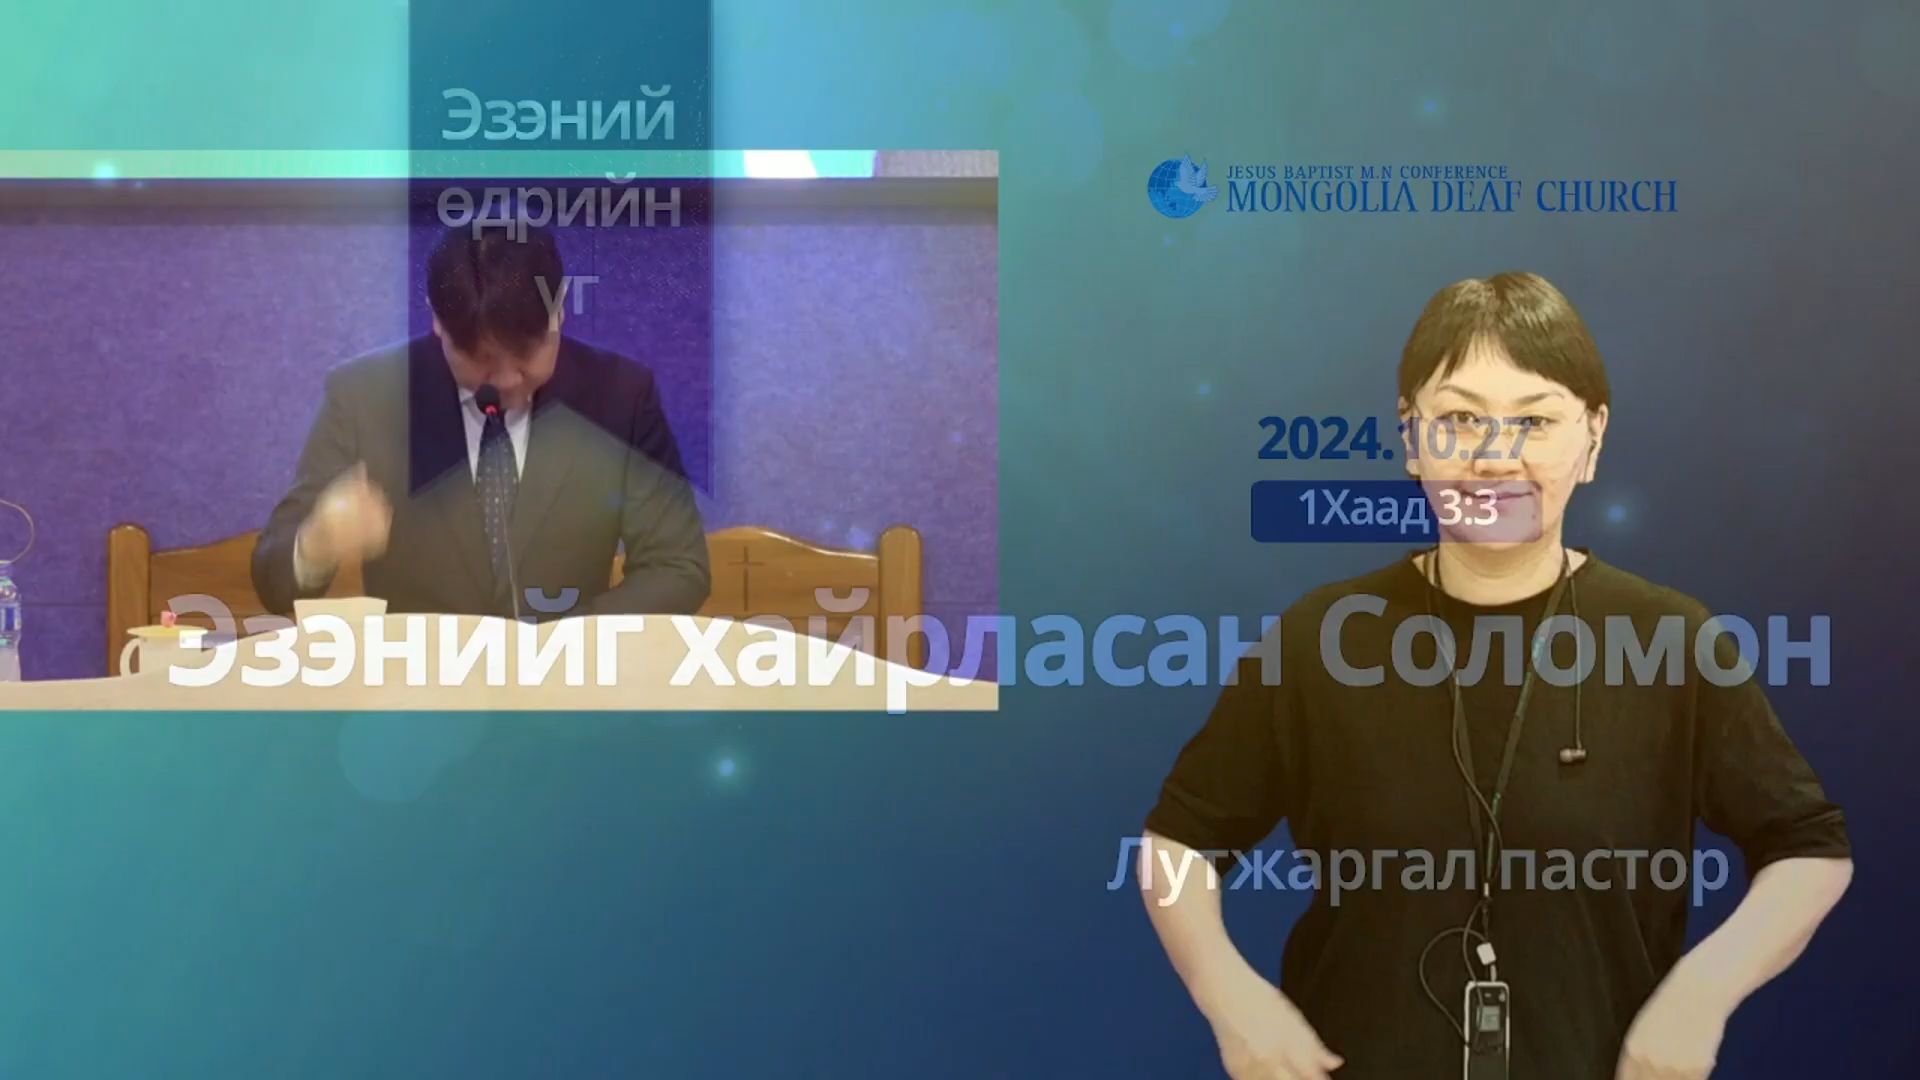 Эзэний
өдрийн
үг
JESUS BAPTIST M.N CONFERENCE
MONGOLIA DEAF CHURCH
2024.10.27
1Хаад 3:3
Эзэнийг хайрласан Соломон
Лутжаргал пастор